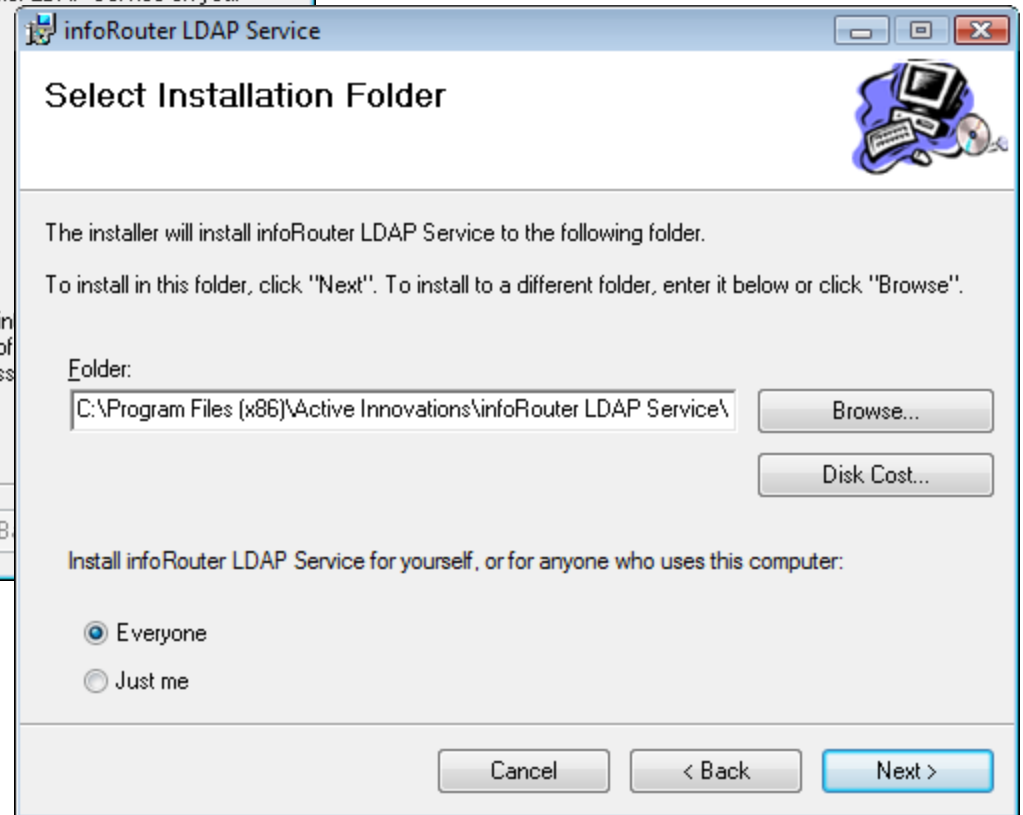 infoRouter LDAP Service
Select Installation Folder
The installer will install infoRouter LDAP Service to the following folder.
To install in this folder, click "Next". To install to a different folder, enter it below or click "Browse".
Folder:
C:\Program Files (x86)\Active Innovations\infoRouter LDAP Service\
Browse...
Disk Cost...
Install infoRouter LDAP Service for yourself, or for anyone who uses this computer:
Everyone
Just me
Cancel
< Back
Next >